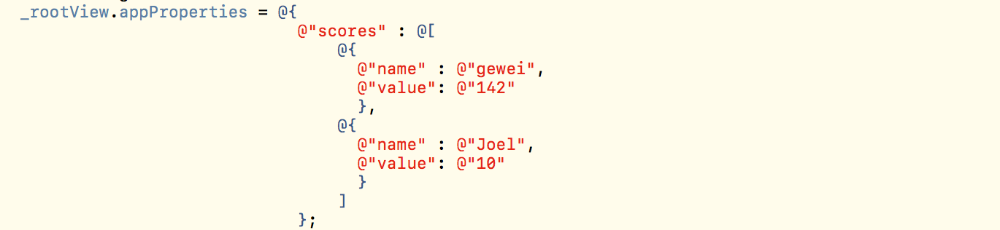 _rootView.appProperties = @{
@"scores" : @[
@{
@"name" : @"gewei",
@"value": @"142"
},
@{
@"name" : @"Joel",
@"value": @"10"
}
]
};